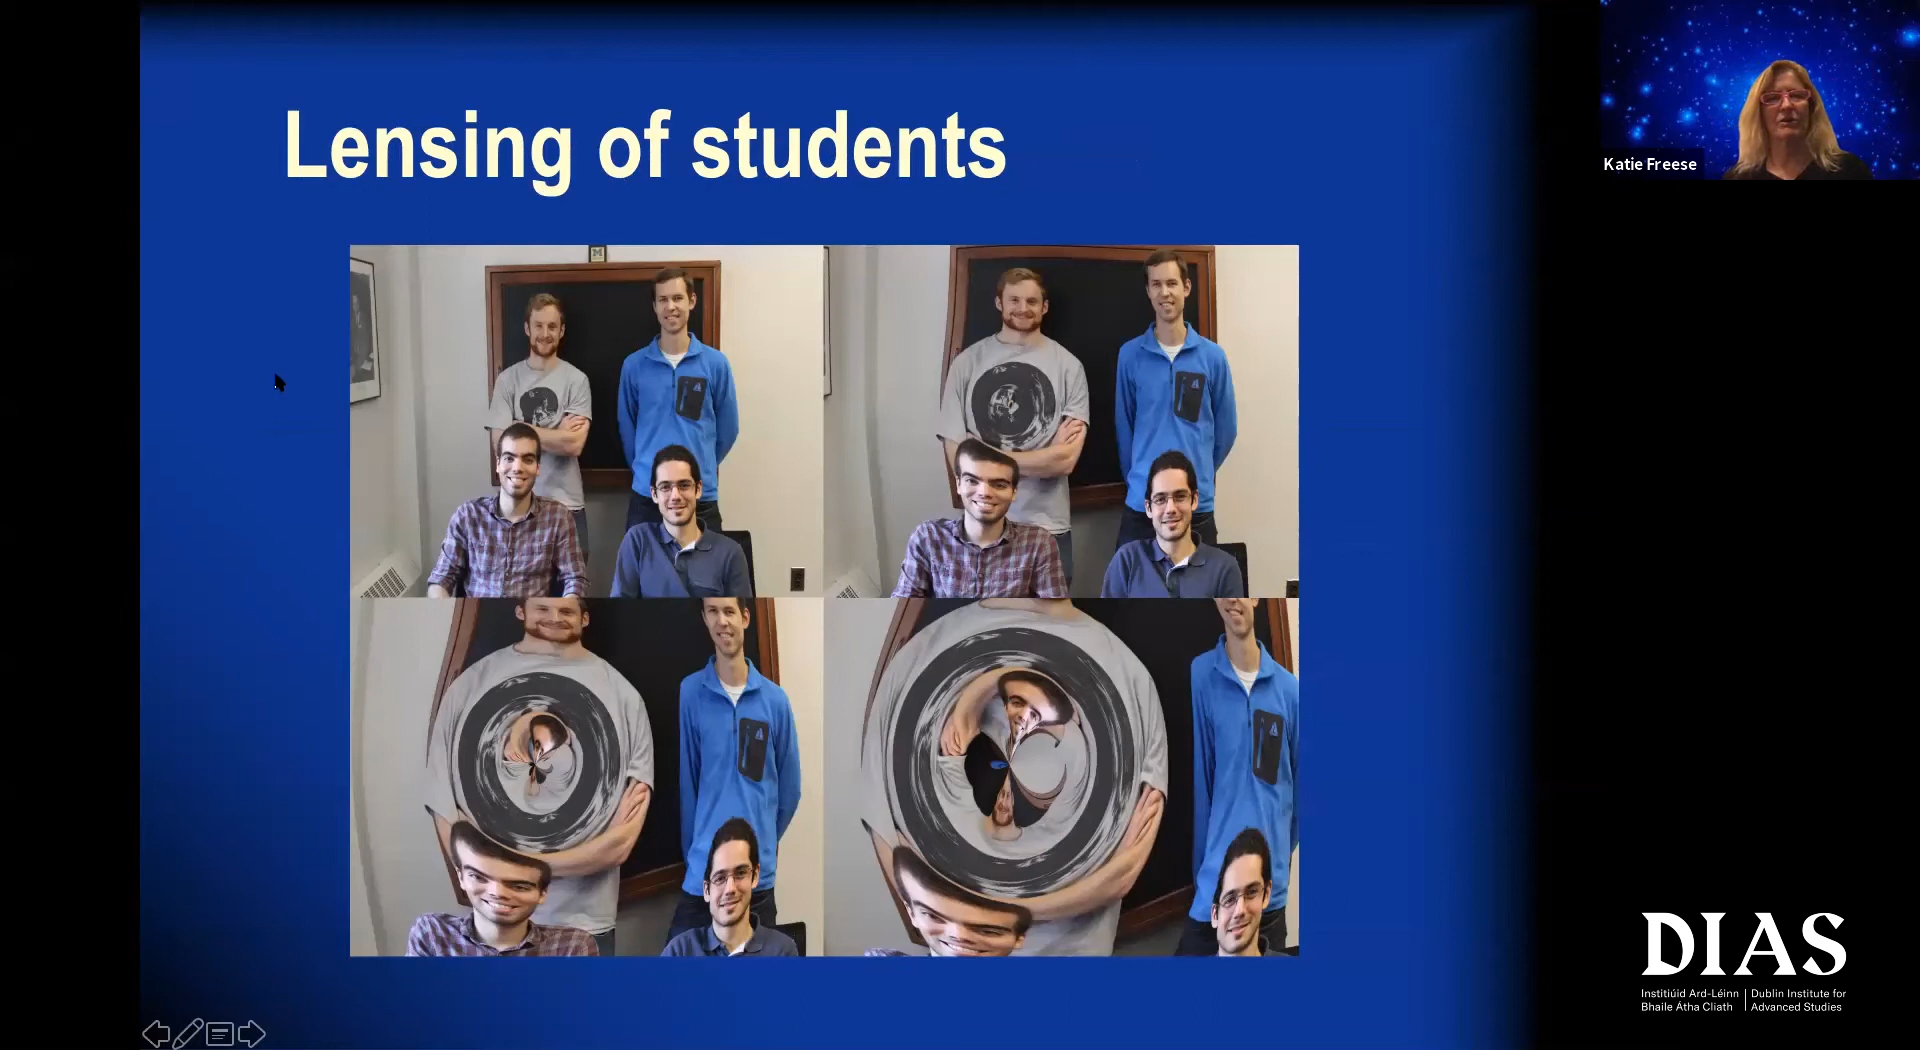 Lensing of students
Katie Freese
DIAS
Institiúid Ard-Léinn
Bhaile Átha Cliath
Dublin Institute for
Advanced Studies